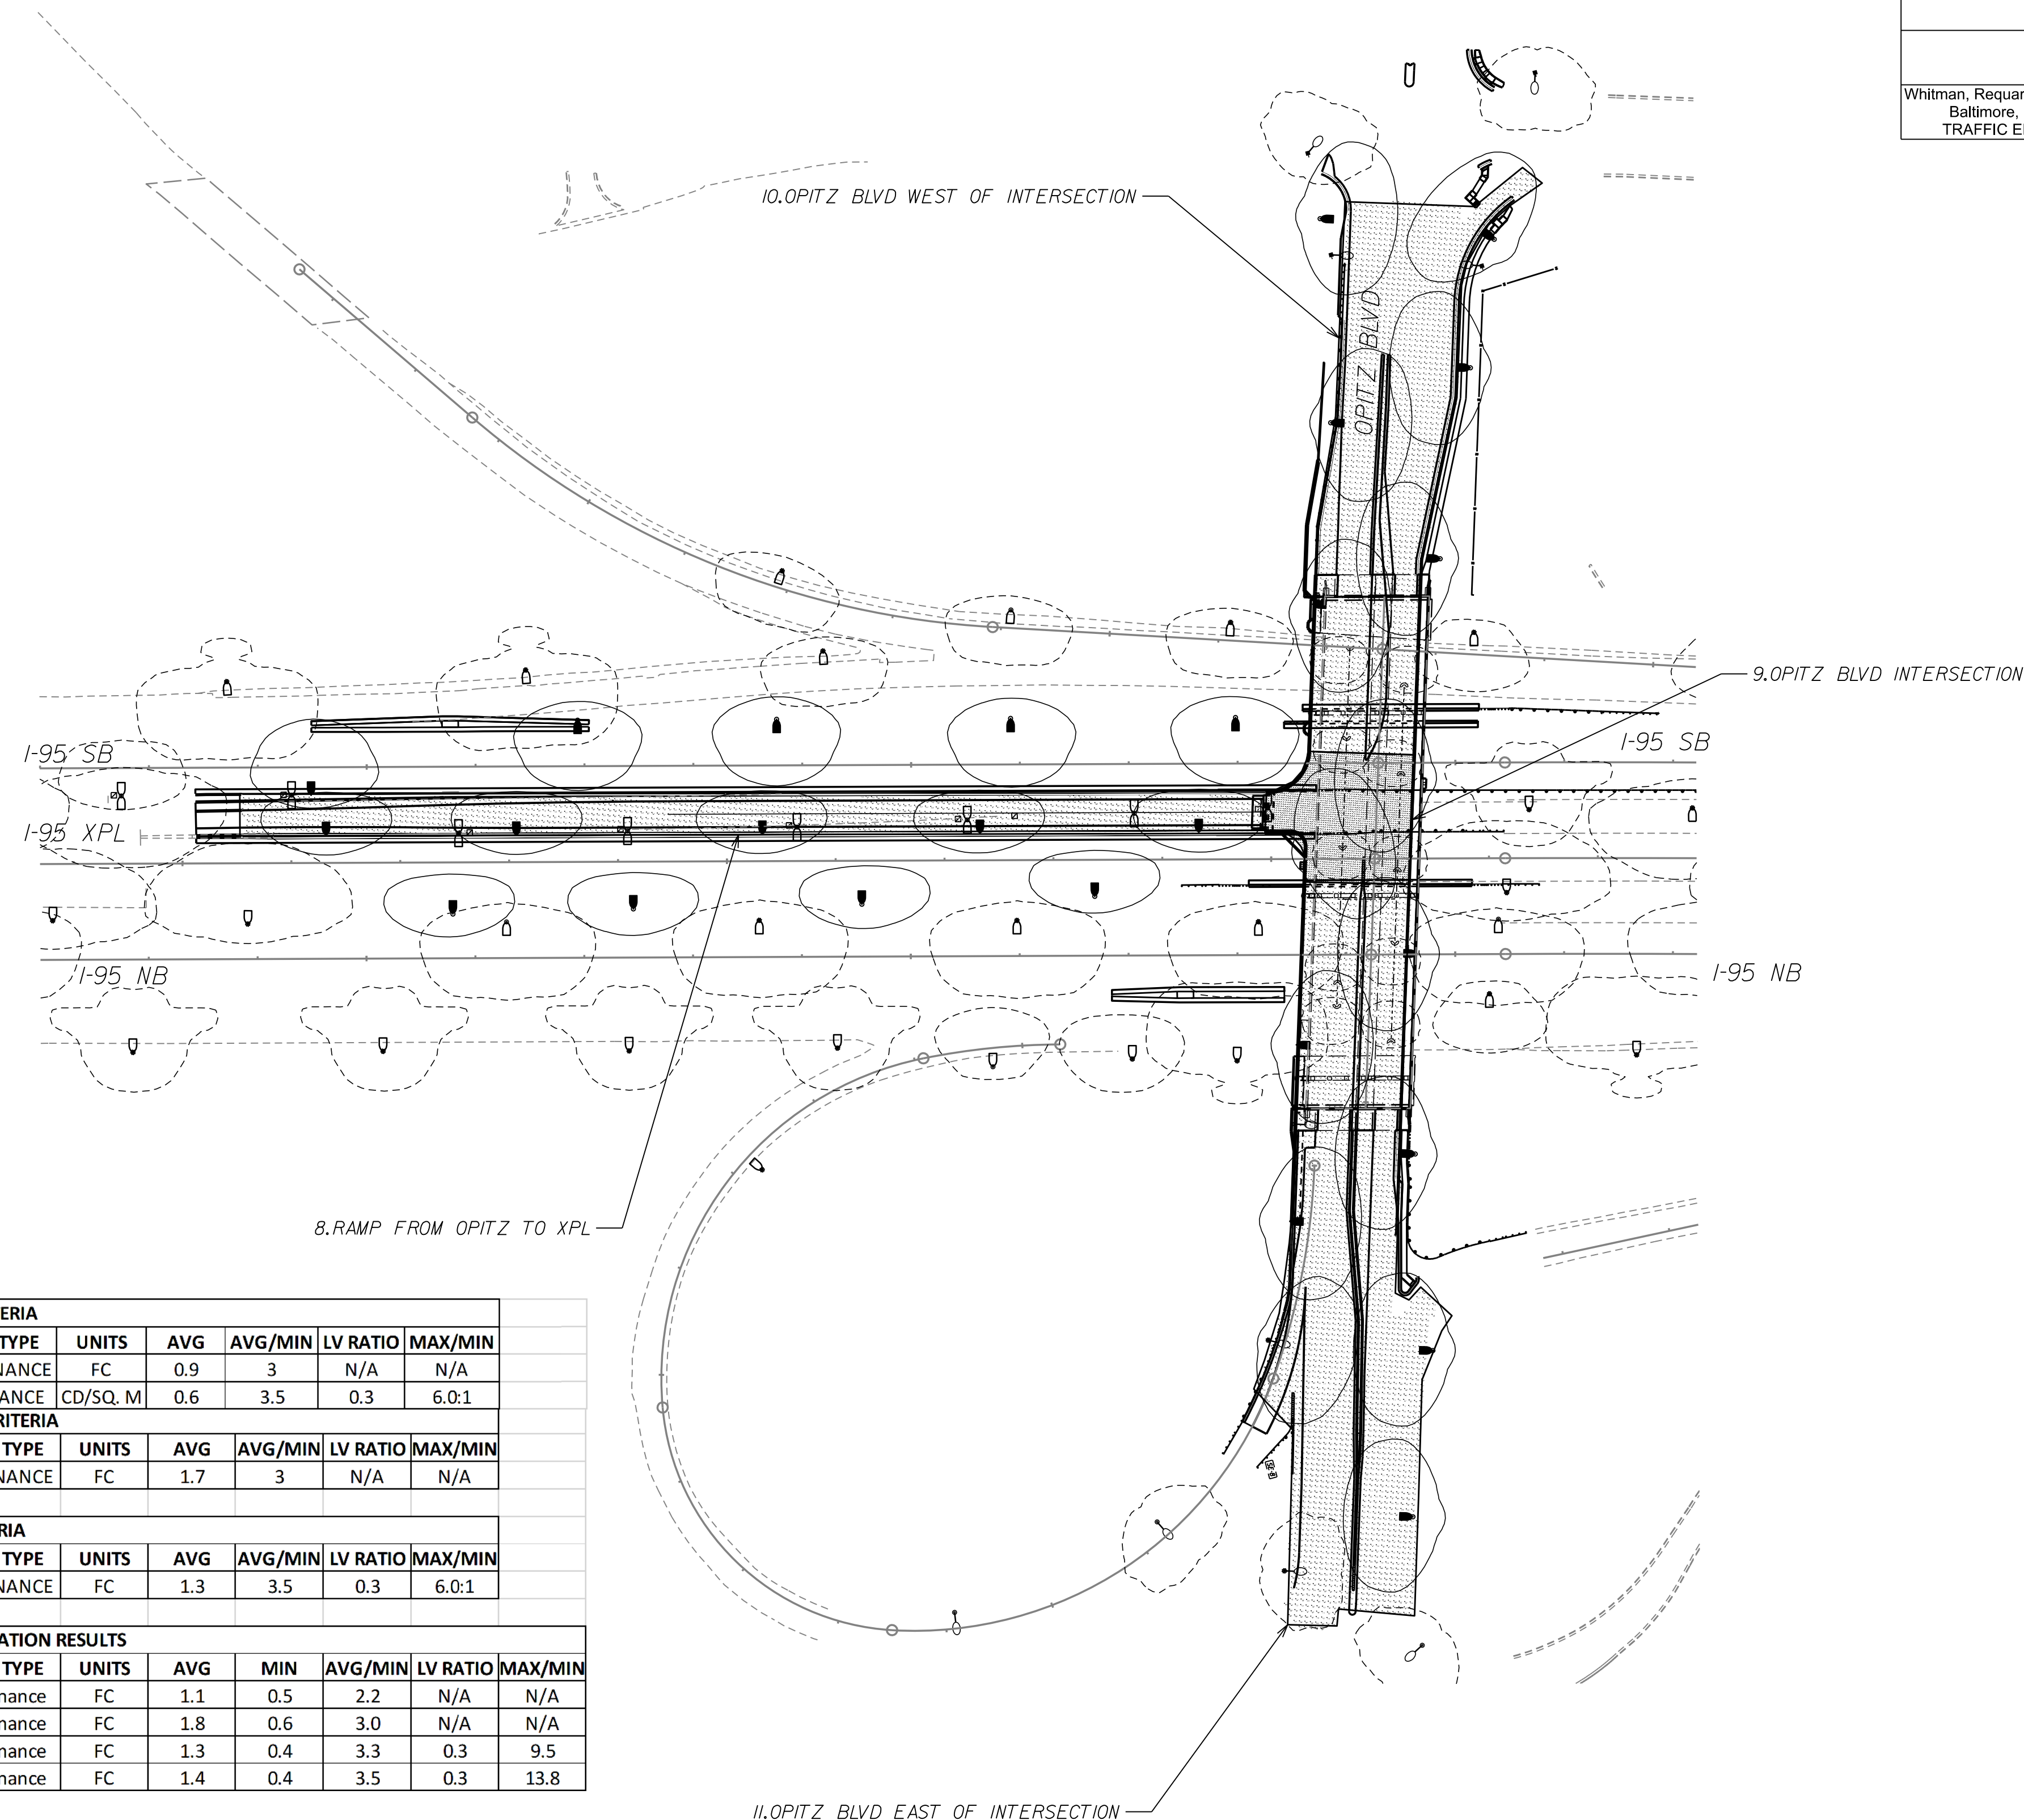 Whitman, Requar
Baltimore,
TRAFFIC E
10.OPITZ BLVD WEST OF INTERSECTION
OPITZ BLVD
9.OPITZ BLVD INTERSECTION
I-95 SB
I-95 SB
I-95 XPL
I-95 NB
I-95 NB
8.RAMP FROM OPITZ TO XPL
ERIA
TYPE UNITS AVG AVG/MIN LV RATIO MAX/MIN
NANCE FC 0.9 3 N/A N/A
ANCE CD/SQ. M 0.6 3.5 0.3 6.0:1
RITERIA
TYPE UNITS AVG AVG/MIN LV RATIO MAX/MIN
NANCE FC 1.7 3 N/A N/A
RIA
TYPE UNITS AVG AVG/MIN LV RATIO MAX/MIN
NANCE FC 1.3 3.5 0.3 6.0:1
ATION RESULTS
TYPE UNITS AVG MIN AVG/MIN LV RATIO MAX/MIN
nance FC 1.1 0.5 2.2 N/A N/A
nance FC 1.8 0.6 3.0 N/A N/A
nance FC 1.3 0.4 3.3 0.3 9.5
nance FC 1.4 0.4 3.5 0.3 13.8
11.OPITZ BLVD EAST OF INTERSECTION